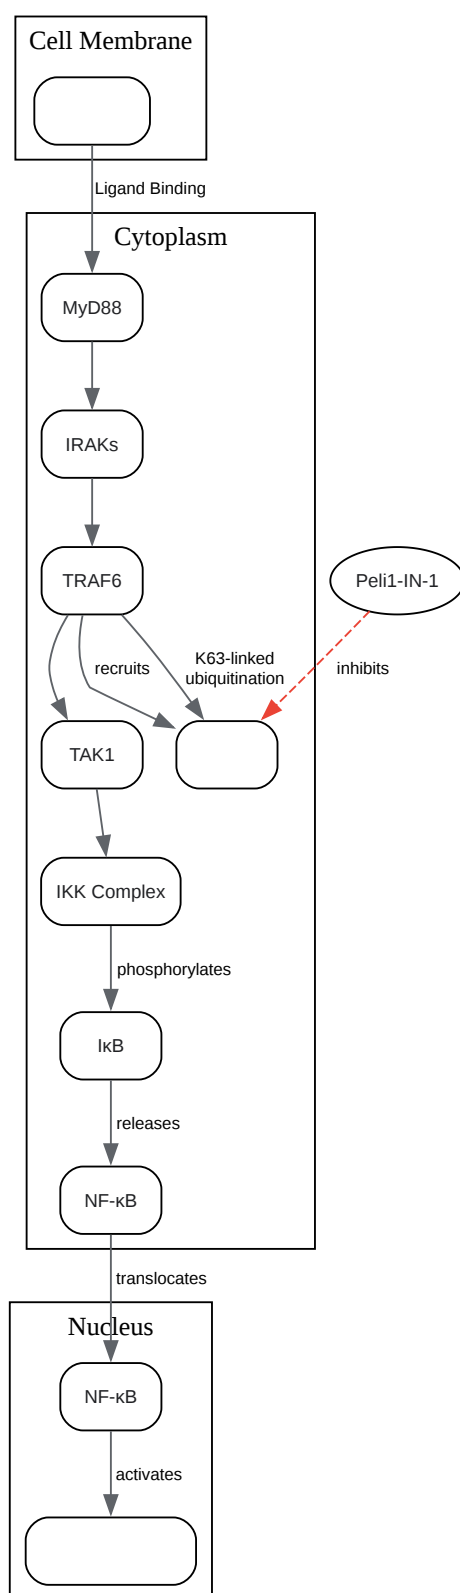 Cell Membrane
Ligand Binding
Cytoplasm
MyD88
IRAKs
TRAF6
Peli1-IN-1
recruits
K63-linked
ubiquitination
inhibits
TAK1
IKK Complex
phosphorylates
IκB
releases
NF-κB
translocates
Nucleus
NF-κB
activates